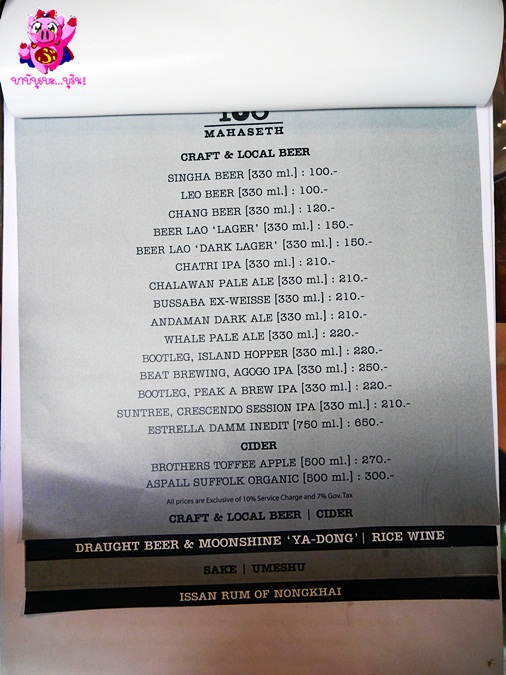 บาบิบูเบะ...บุริน!
100
MAHASETH
CRAFT & LOCAL BEER
SINGHA BEER [330 ml.] : 100.-
LEO BEER [330 ml.] : 100.-
CHANG BEER [330 ml.] : 120.-
BEER LAO ‘LAGER’ [330 ml.] : 150.-
BEER LAO ‘DARK LAGER’ [330 ml.] : 150.-
CHATRI IPA [330 ml.] : 210.-
CHALAWAN PALE ALE [330 ml.] : 210.-
BUSSABA EX-WEISSE [330 ml.] : 210.-
ANDAMAN DARK ALE [330 ml.] : 210.-
WHALE PALE ALE [330 ml.] : 220.-
BOOTLEG, ISLAND HOPPER [330 ml.] : 220.-
BEAT BREWING, AGOGO IPA [330 ml.] : 250.-
BOOTLEG, PEAK A BREW IPA [330 ml.] : 220.-
SUNTREE, CRESCENDO SESSION IPA [330 ml.] : 210.-
ESTRELLA DAMM INEDIT [750 ml.] : 650.-
CIDER
BROTHERS TOFFEE APPLE [500 ml.] : 270.-
ASPALL SUFFOLK ORGANIC [500 ml.] : 300.-
All prices are Exclusive of 10% Service Charge and 7% Gov. Tax
CRAFT & LOCAL BEER | CIDER
DRAUGHT BEER & MOONSHINE ‘YA-DONG’ | RICE WINE
SAKE | UMESHU
ISSAN RUM OF NONGKHAI